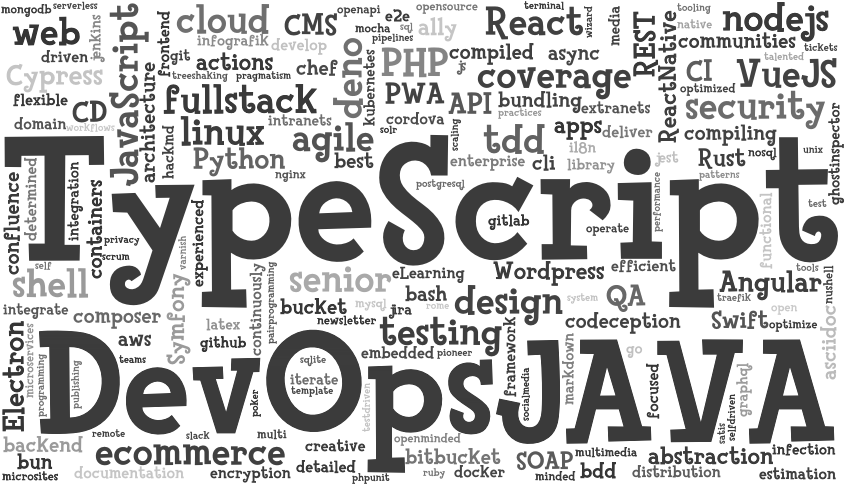 mongodb
serverless
web
driven
jenkins
Cypress
flexible
CD
domain
workflows
JavaScript
architecture
frontend
git
hackmd
cloud
infografik
develop
actions
treeshaking
pragmatism
chef
CMS
openapi
mocha
pipelines
e2e
sql
opensource
ally
fullstack
deno
Kubernetes
PHP
js
PWA
cordova
solr
linux
intranets
agile
best
Python
nginx
terminal
React
wizard
media
compiled
async
coverage
API
bundling
practices
extranets
scaling
tdd
apps
deliver
i18n
library
enterprise
cli
jest
REST
ReactNative
tooling
native
communities
nodejs
tickets
talented
CI
optimized
VueJS
security
compiling
Rust
nosql
patterns
unix
ghostinspector
test
TypeScript
confluence
determined
integration
containers
privacy
scrum
self
experienced
varnish
postgresql
gitlab
operate
performance
functional
shell
integrate
composer
Symfony
latex
github
continuously
pairprogramming
senior
bucket
newsletter
mysql
jira
eLearning
bash
rome
design
Wordpress
efficient
system
QA
codeception
Angular
traefik
tools
nushell
open
Swift
optimize
asciidoc
go
Electron
microservices
programming
publishing
aws
teams
testing
embedded
pioneer
framework
socialmedia
markdown
sqlite
iterate
template
testdriven
poker
DevOps
JAVA
focused
graphql
satis
selfdriven
backend
bun
microsites
remote
documentation
ecommerce
slack
multi
encryption
creative
detailed
phpunit
openminded
bitbucket
ruby
docker
SOAP
minded
multimedia
bdd
distribution
abstraction
infection
estimation